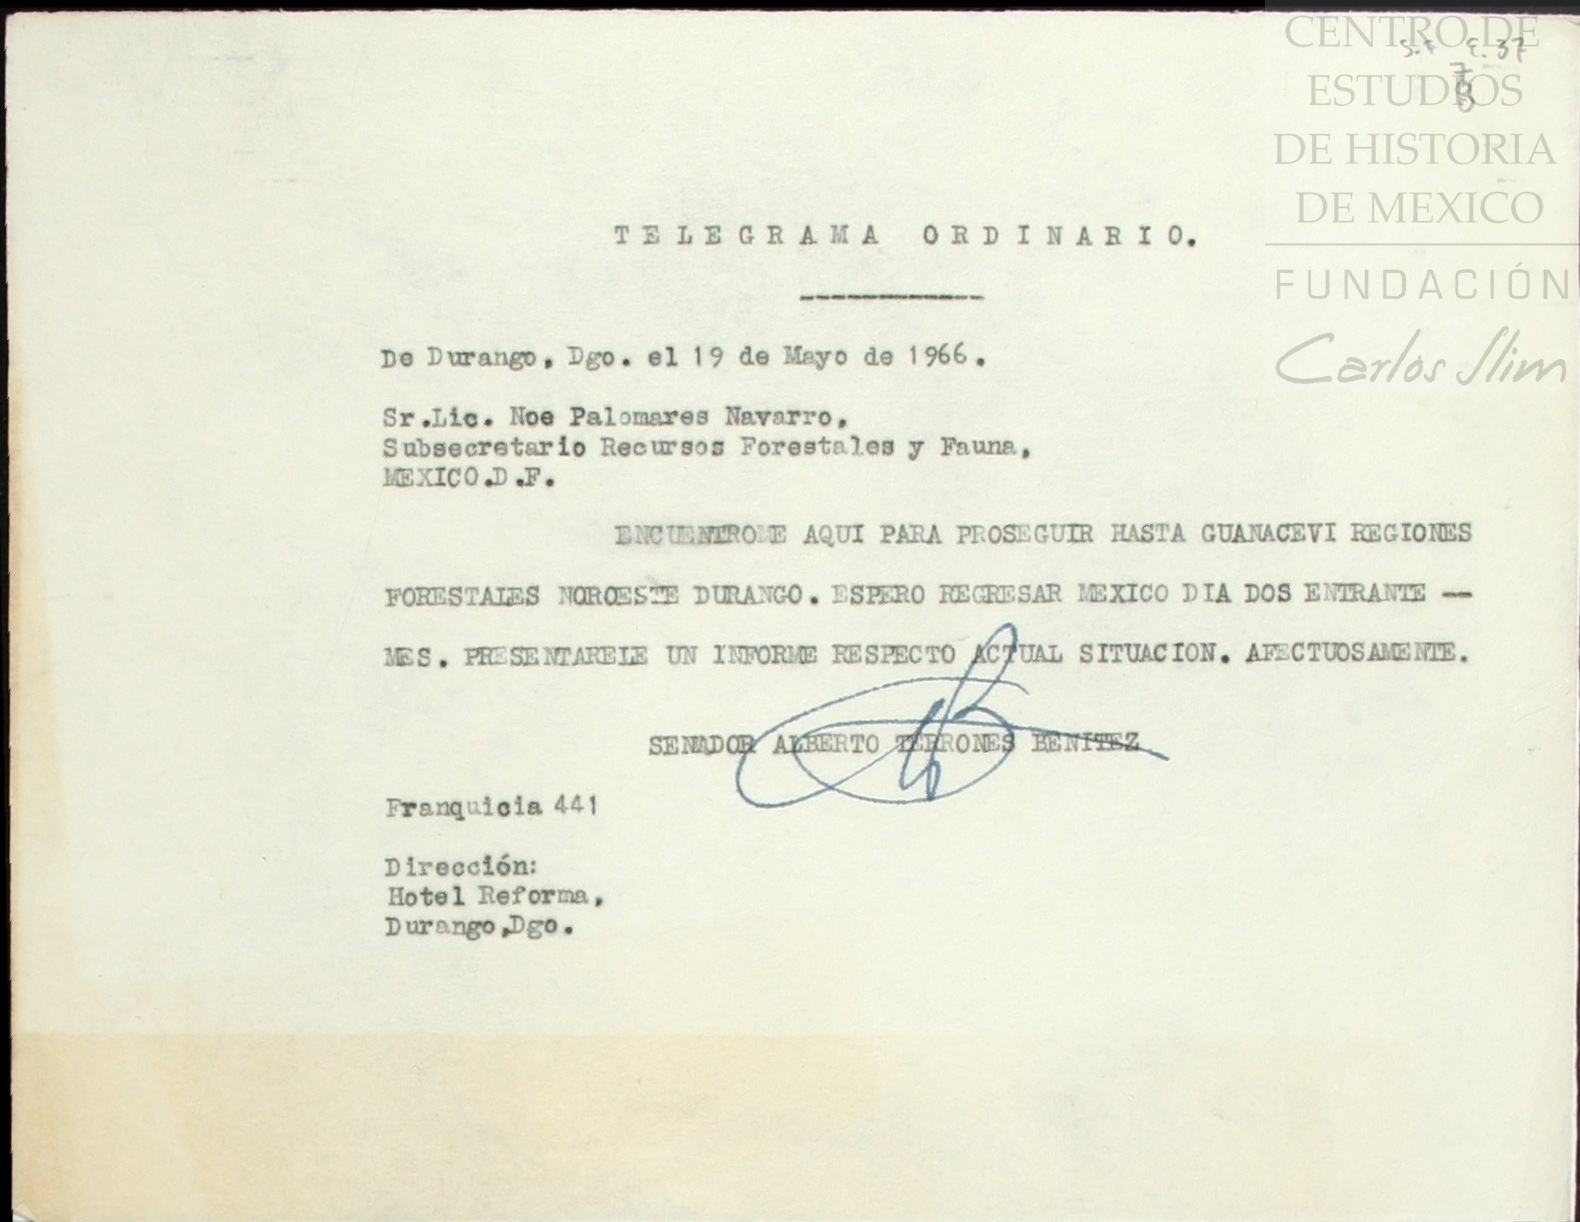 CENTRO DE
ESTUDIOS
DE HISTORIA
DE MEXICO
FUNDACIÓN
Carlos Slim
TELEGRAMA ORDINARIO.
De Durango, Dgo. el 19 de Mayo de 1966.
Sr.Lic. Noe Palomares Navarro,
Subsecretario Recursos Forestales y Fauna,
MEXICO.D.F.
ENCUENTROME AQUI PARA PROSEGUIR HASTA GUANACEVI REGIONES
FORESTALES NOROESTE DURANGO. ESPERO REGRESAR MEXICO DIA DOS ENTRANTE --
MES. PRESENTARELE UN INFORME RESPECTO ACTUAL SITUACION. AFECTUOSAMENTE.
SENADOR ALBERTO TERRONES BENITEZ
Franquicia 441
Dirección:
Hotel Reforma,
Durango,Dgo.